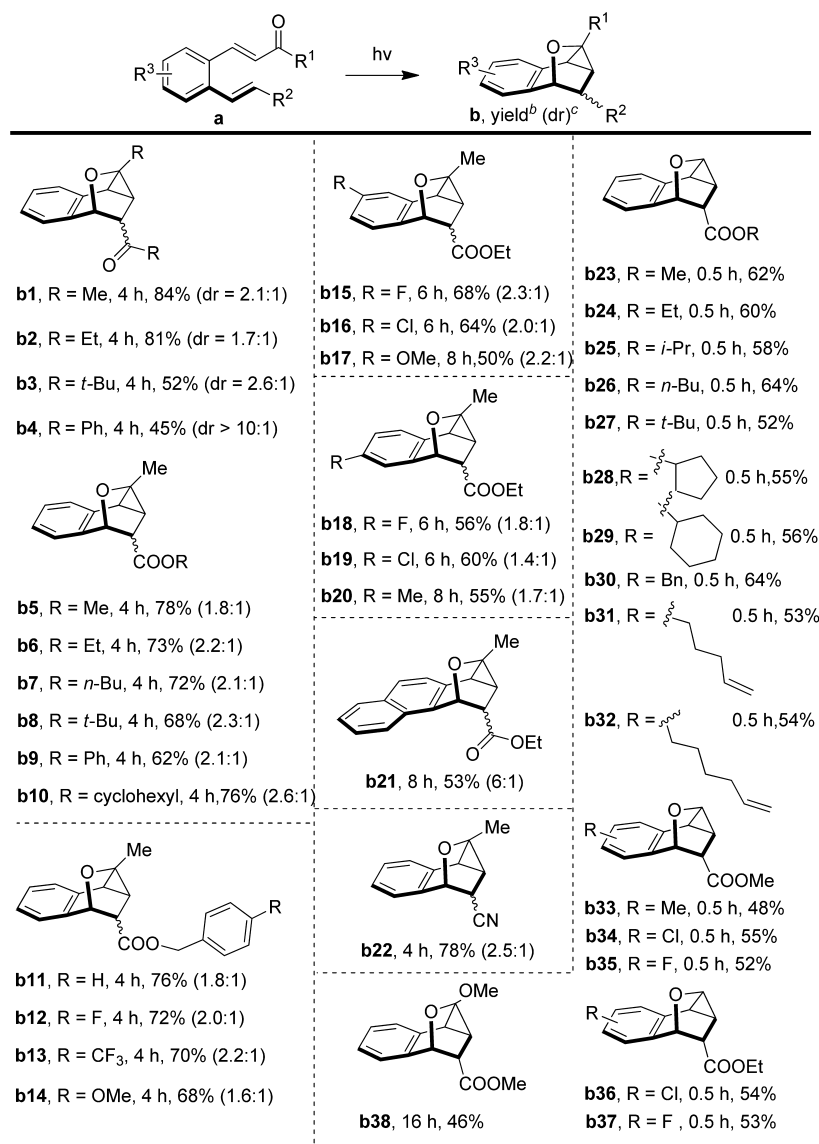 O
R¹
R³
R²
a
hν
R¹
O
R³
R²
b, yieldᵇ (dr)ᶜ
R
O
O
R
b1, R = Me, 4 h, 84% (dr = 2.1:1)
b2, R = Et, 4 h, 81% (dr = 1.7:1)
b3, R = t-Bu, 4 h, 52% (dr = 2.6:1)
b4, R = Ph, 4 h, 45% (dr > 10:1)
Me
O
COOR
b5, R = Me, 4 h, 78% (1.8:1)
b6, R = Et, 4 h, 73% (2.2:1)
b7, R = n-Bu, 4 h, 72% (2.1:1)
b8, R = t-Bu, 4 h, 68% (2.3:1)
b9, R = Ph, 4 h, 62% (2.1:1)
b10, R = cyclohexyl, 4 h,76% (2.6:1)
Me
O
R
COO
b11, R = H, 4 h, 76% (1.8:1)
b12, R = F, 4 h, 72% (2.0:1)
b13, R = CF₃, 4 h, 70% (2.2:1)
b14, R = OMe, 4 h, 68% (1.6:1)
Me
R
O
COOEt
b15, R = F, 6 h, 68% (2.3:1)
b16, R = Cl, 6 h, 64% (2.0:1)
b17, R = OMe, 8 h,50% (2.2:1)
Me
O
R
COOEt
b18, R = F, 6 h, 56% (1.8:1)
b19, R = Cl, 6 h, 60% (1.4:1)
b20, R = Me, 8 h, 55% (1.7:1)
Me
O
O
OEt
b21, 8 h, 53% (6:1)
Me
O
CN
b22, 4 h, 78% (2.5:1)
OMe
O
COOMe
b38, 16 h, 46%
O
COOR
b23, R = Me, 0.5 h, 62%
b24, R = Et, 0.5 h, 60%
b25, R = i-Pr, 0.5 h, 58%
b26, R = n-Bu, 0.5 h, 64%
b27, R = t-Bu, 0.5 h, 52%
b28,R = 0.5 h,55%
b29, R = 0.5 h, 56%
b30, R = Bn, 0.5 h, 64%
b31, R = 0.5 h, 53%
b32, R = 0.5 h,54%
O
R
COOMe
b33, R = Me, 0.5 h, 48%
b34, R = Cl, 0.5 h, 55%
b35, R = F, 0.5 h, 52%
O
R
COOEt
b36, R = Cl, 0.5 h, 54%
b37, R = F , 0.5 h, 53%